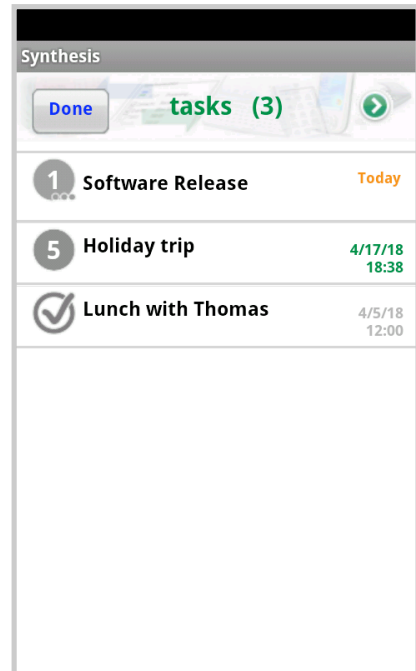 Synthesis
Done
tasks (3)
1
Software Release
Today
5
Holiday trip
4/17/18
18:38
Lunch with Thomas
4/5/18
12:00